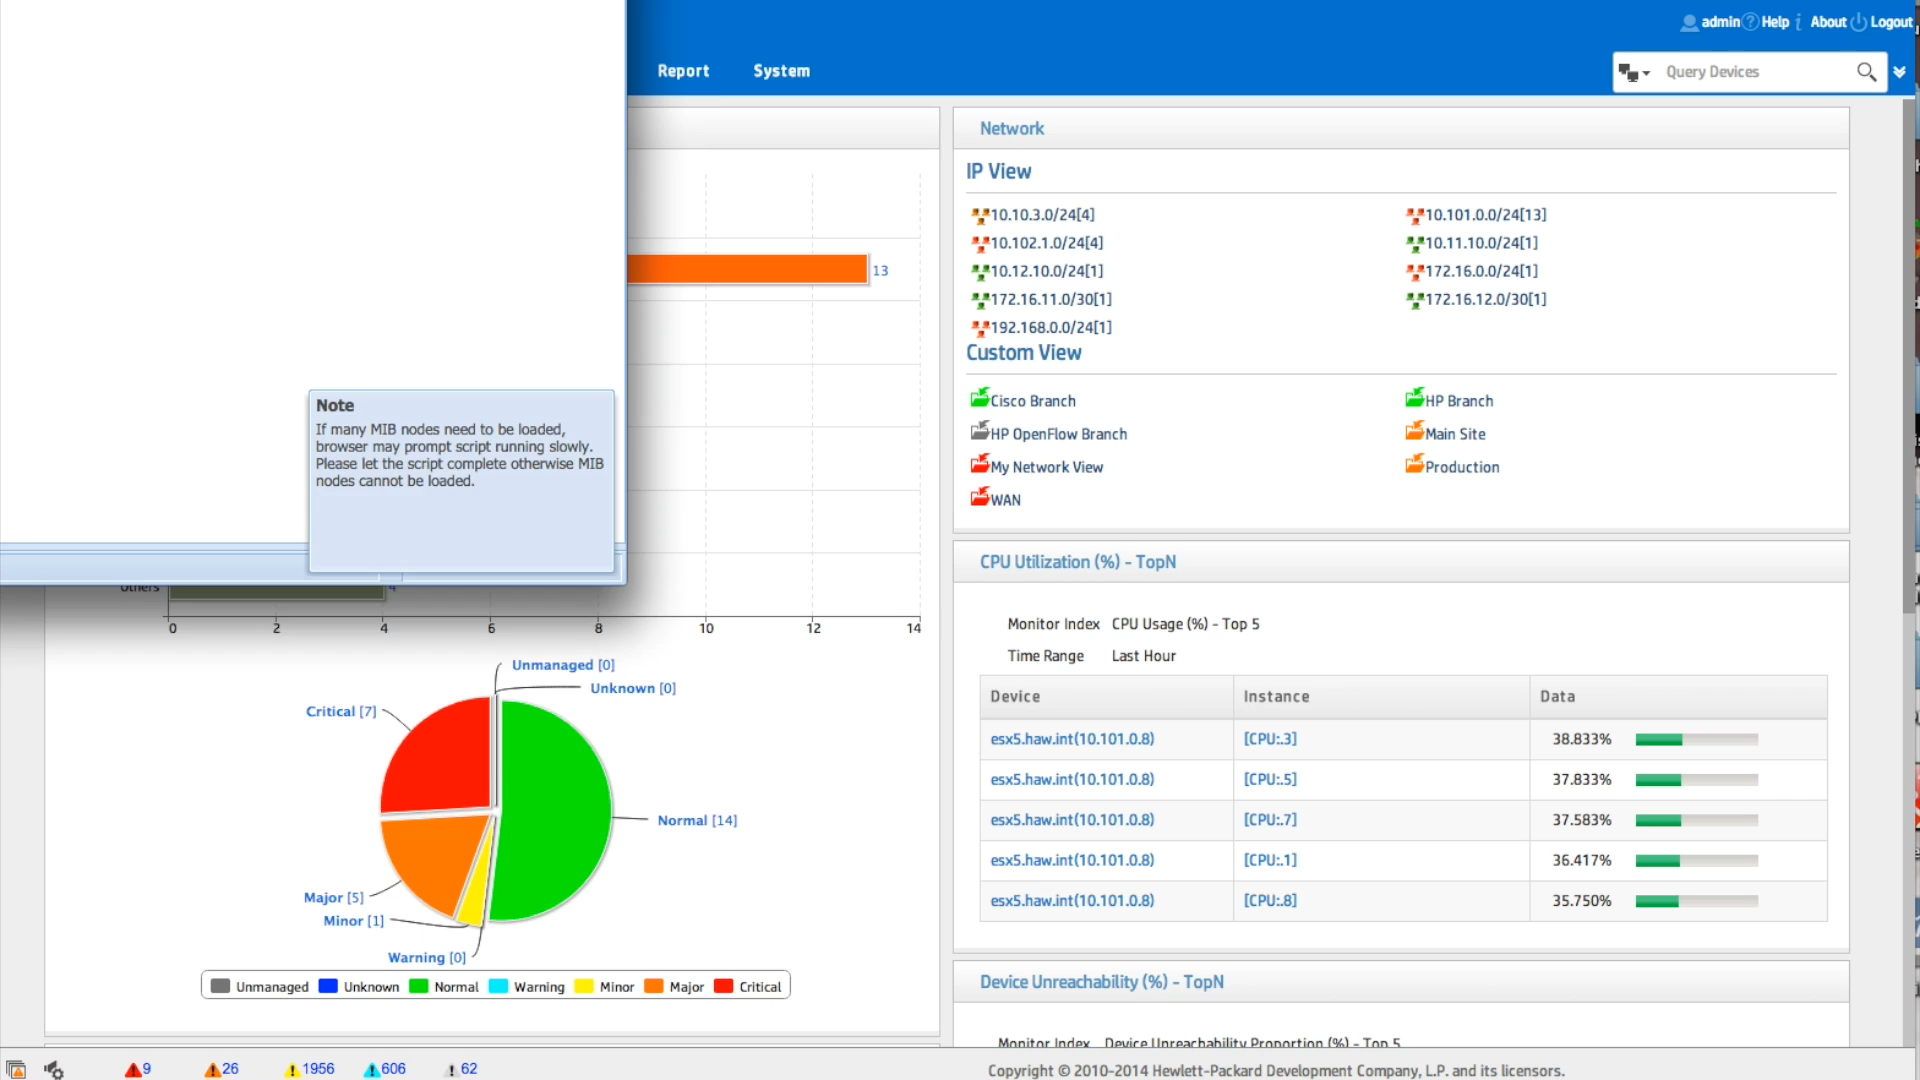 admin Help About Logout
Report System
Query Devices
Network
IP View
10.10.3.0/24[4]
10.101.0.0/24[13]
10.102.1.0/24[4]
10.11.10.0/24[1]
10.12.10.0/24[1]
172.16.0.0/24[1]
172.16.11.0/30[1]
172.16.12.0/30[1]
192.168.0.0/24[1]
Custom View
Cisco Branch
HP Branch
HP OpenFlow Branch
Main Site
My Network View
Production
WAN
13
Note
If many MIB nodes need to be loaded,
browser may prompt script running slowly.
Please let the script complete otherwise MIB
nodes cannot be loaded.
Others
4
0 2 4 6 8 10 12 14
Unmanaged [0]
Unknown [0]
Critical [7]
Normal [14]
Major [5]
Minor [1]
Warning [0]
Unmanaged Unknown Normal Warning Minor Major Critical
CPU Utilization (%) - TopN
Monitor Index CPU Usage (%) - Top 5
Time Range Last Hour
Device Instance Data
esx5.haw.int(10.101.0.8) [CPU:.3] 38.833%
esx5.haw.int(10.101.0.8) [CPU:.5] 37.833%
esx5.haw.int(10.101.0.8) [CPU:.7] 37.583%
esx5.haw.int(10.101.0.8) [CPU:.1] 36.417%
esx5.haw.int(10.101.0.8) [CPU:.8] 35.750%
Device Unreachability (%) - TopN
Monitor Index Device Unreachability Proportion (%) - Top 5
9 26 1956 606 62
Copyright © 2010-2014 Hewlett-Packard Development Company, L.P. and its licensors.